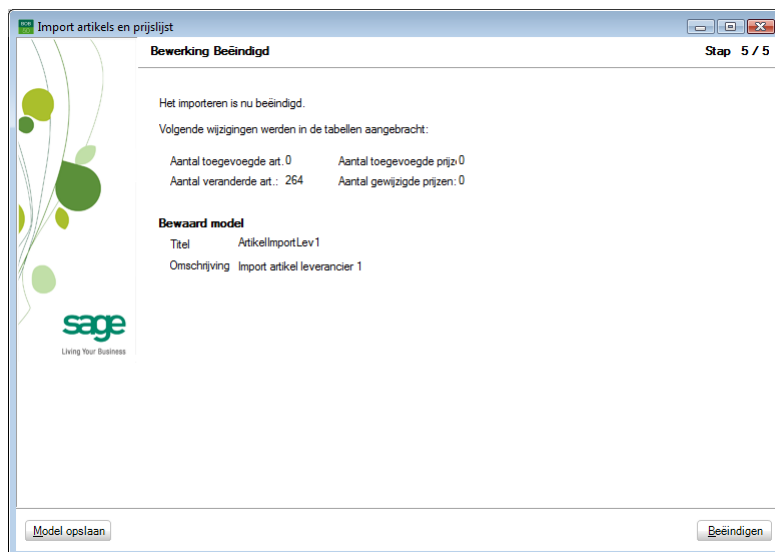 BOB
50
Import artikels en prijslijst
Bewerking Beëindigd
Stap 5 / 5
Het importeren is nu beëindigd.
Volgende wijzigingen werden in de tabellen aangebracht:
Aantal toegevoegde art. 0 Aantal toegevoegde prijz 0
Aantal veranderde art.: 264 Aantal gewijzigde prijzen: 0
Bewaard model
Titel ArtikelImportLev1
Omschrijving Import artikel leverancier 1
sage
Living Your Business
Model opslaan
Beëindigen